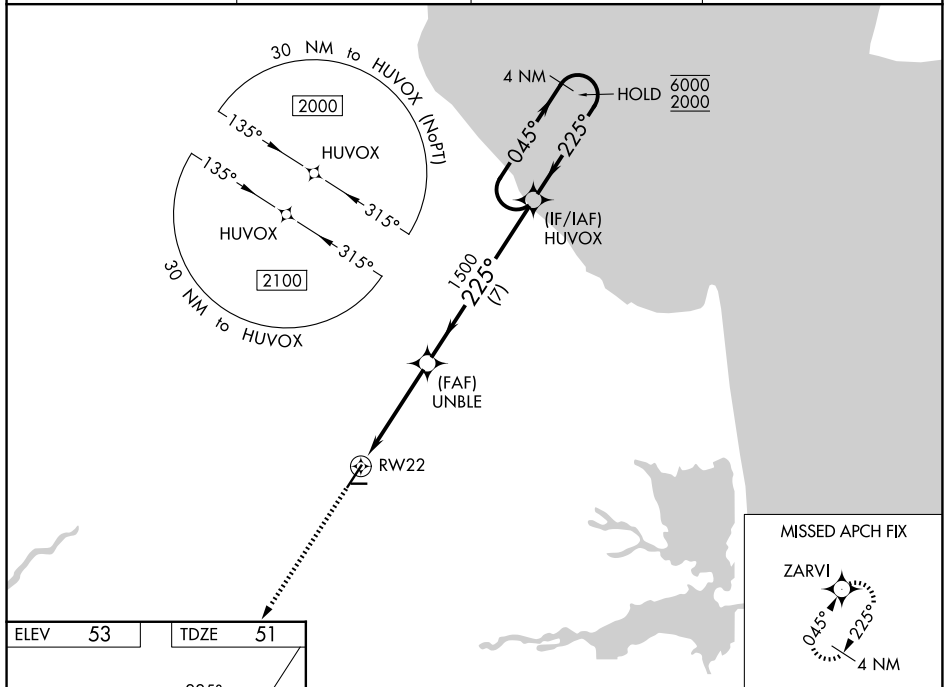 30 NM to HUVOX (NoPT)
2000
135°
HUVOX
315°
135°
HUVOX
315°
2100
30 NM to HUVOX
4 NM
HOLD
6000
2000
045°
225°
(IF/IAF)
HUVOX
1500
225°
(7)
(FAF)
UNBLE
RW22
MISSED APCH FIX
ZARVI
045°
225°
4 NM
ELEV 53
TDZE 51